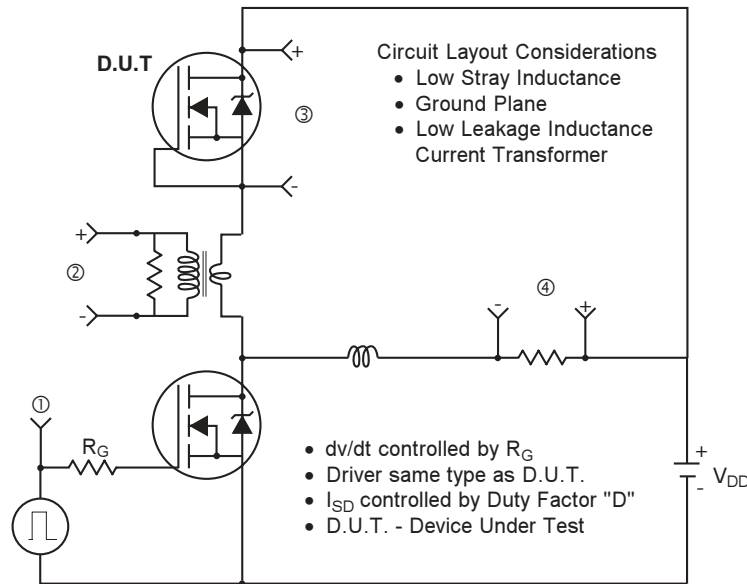 D.U.T
+
③
-
Circuit Layout Considerations
• Low Stray Inductance
• Ground Plane
• Low Leakage Inductance
Current Transformer
+
②
-
④
-
+
①
RG
• dv/dt controlled by RG
• Driver same type as D.U.T.
• ISD controlled by Duty Factor "D"
• D.U.T. - Device Under Test
+
VDD
-